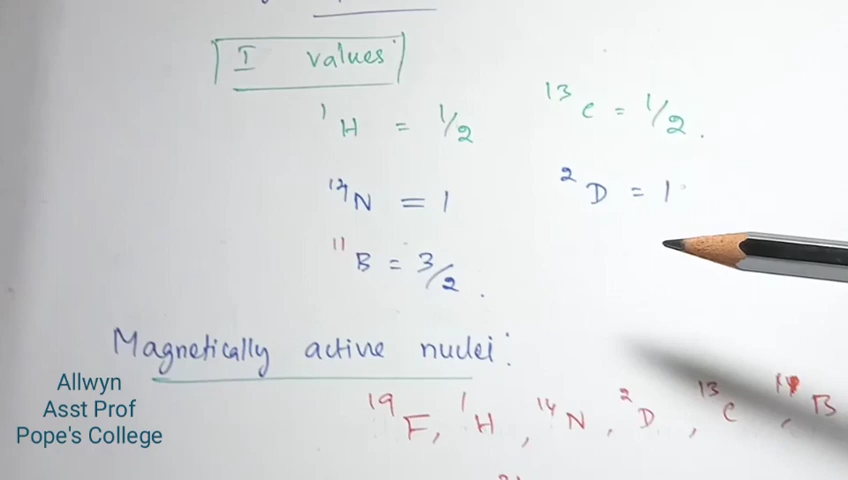 I values:
¹H = 1/2 ¹³C = 1/2.
¹⁴N = 1 ²D = 1
¹¹B = 3/2.
Magnetically active nuclei:
Allwyn
Asst Prof
Pope's College
¹⁹F, ¹H, ¹⁴N, ²D, ¹³C, ¹¹B